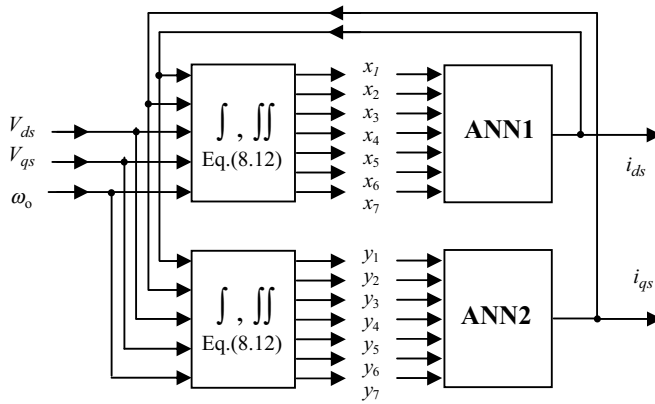 V_ds
V_qs
ω_o
∫ , ∬
Eq.(8.12)
x_1
x_2
x_3
x_4
x_5
x_6
x_7
ANN1
i_ds
∫ , ∬
Eq.(8.12)
y_1
y_2
y_3
y_4
y_5
y_6
y_7
ANN2
i_qs